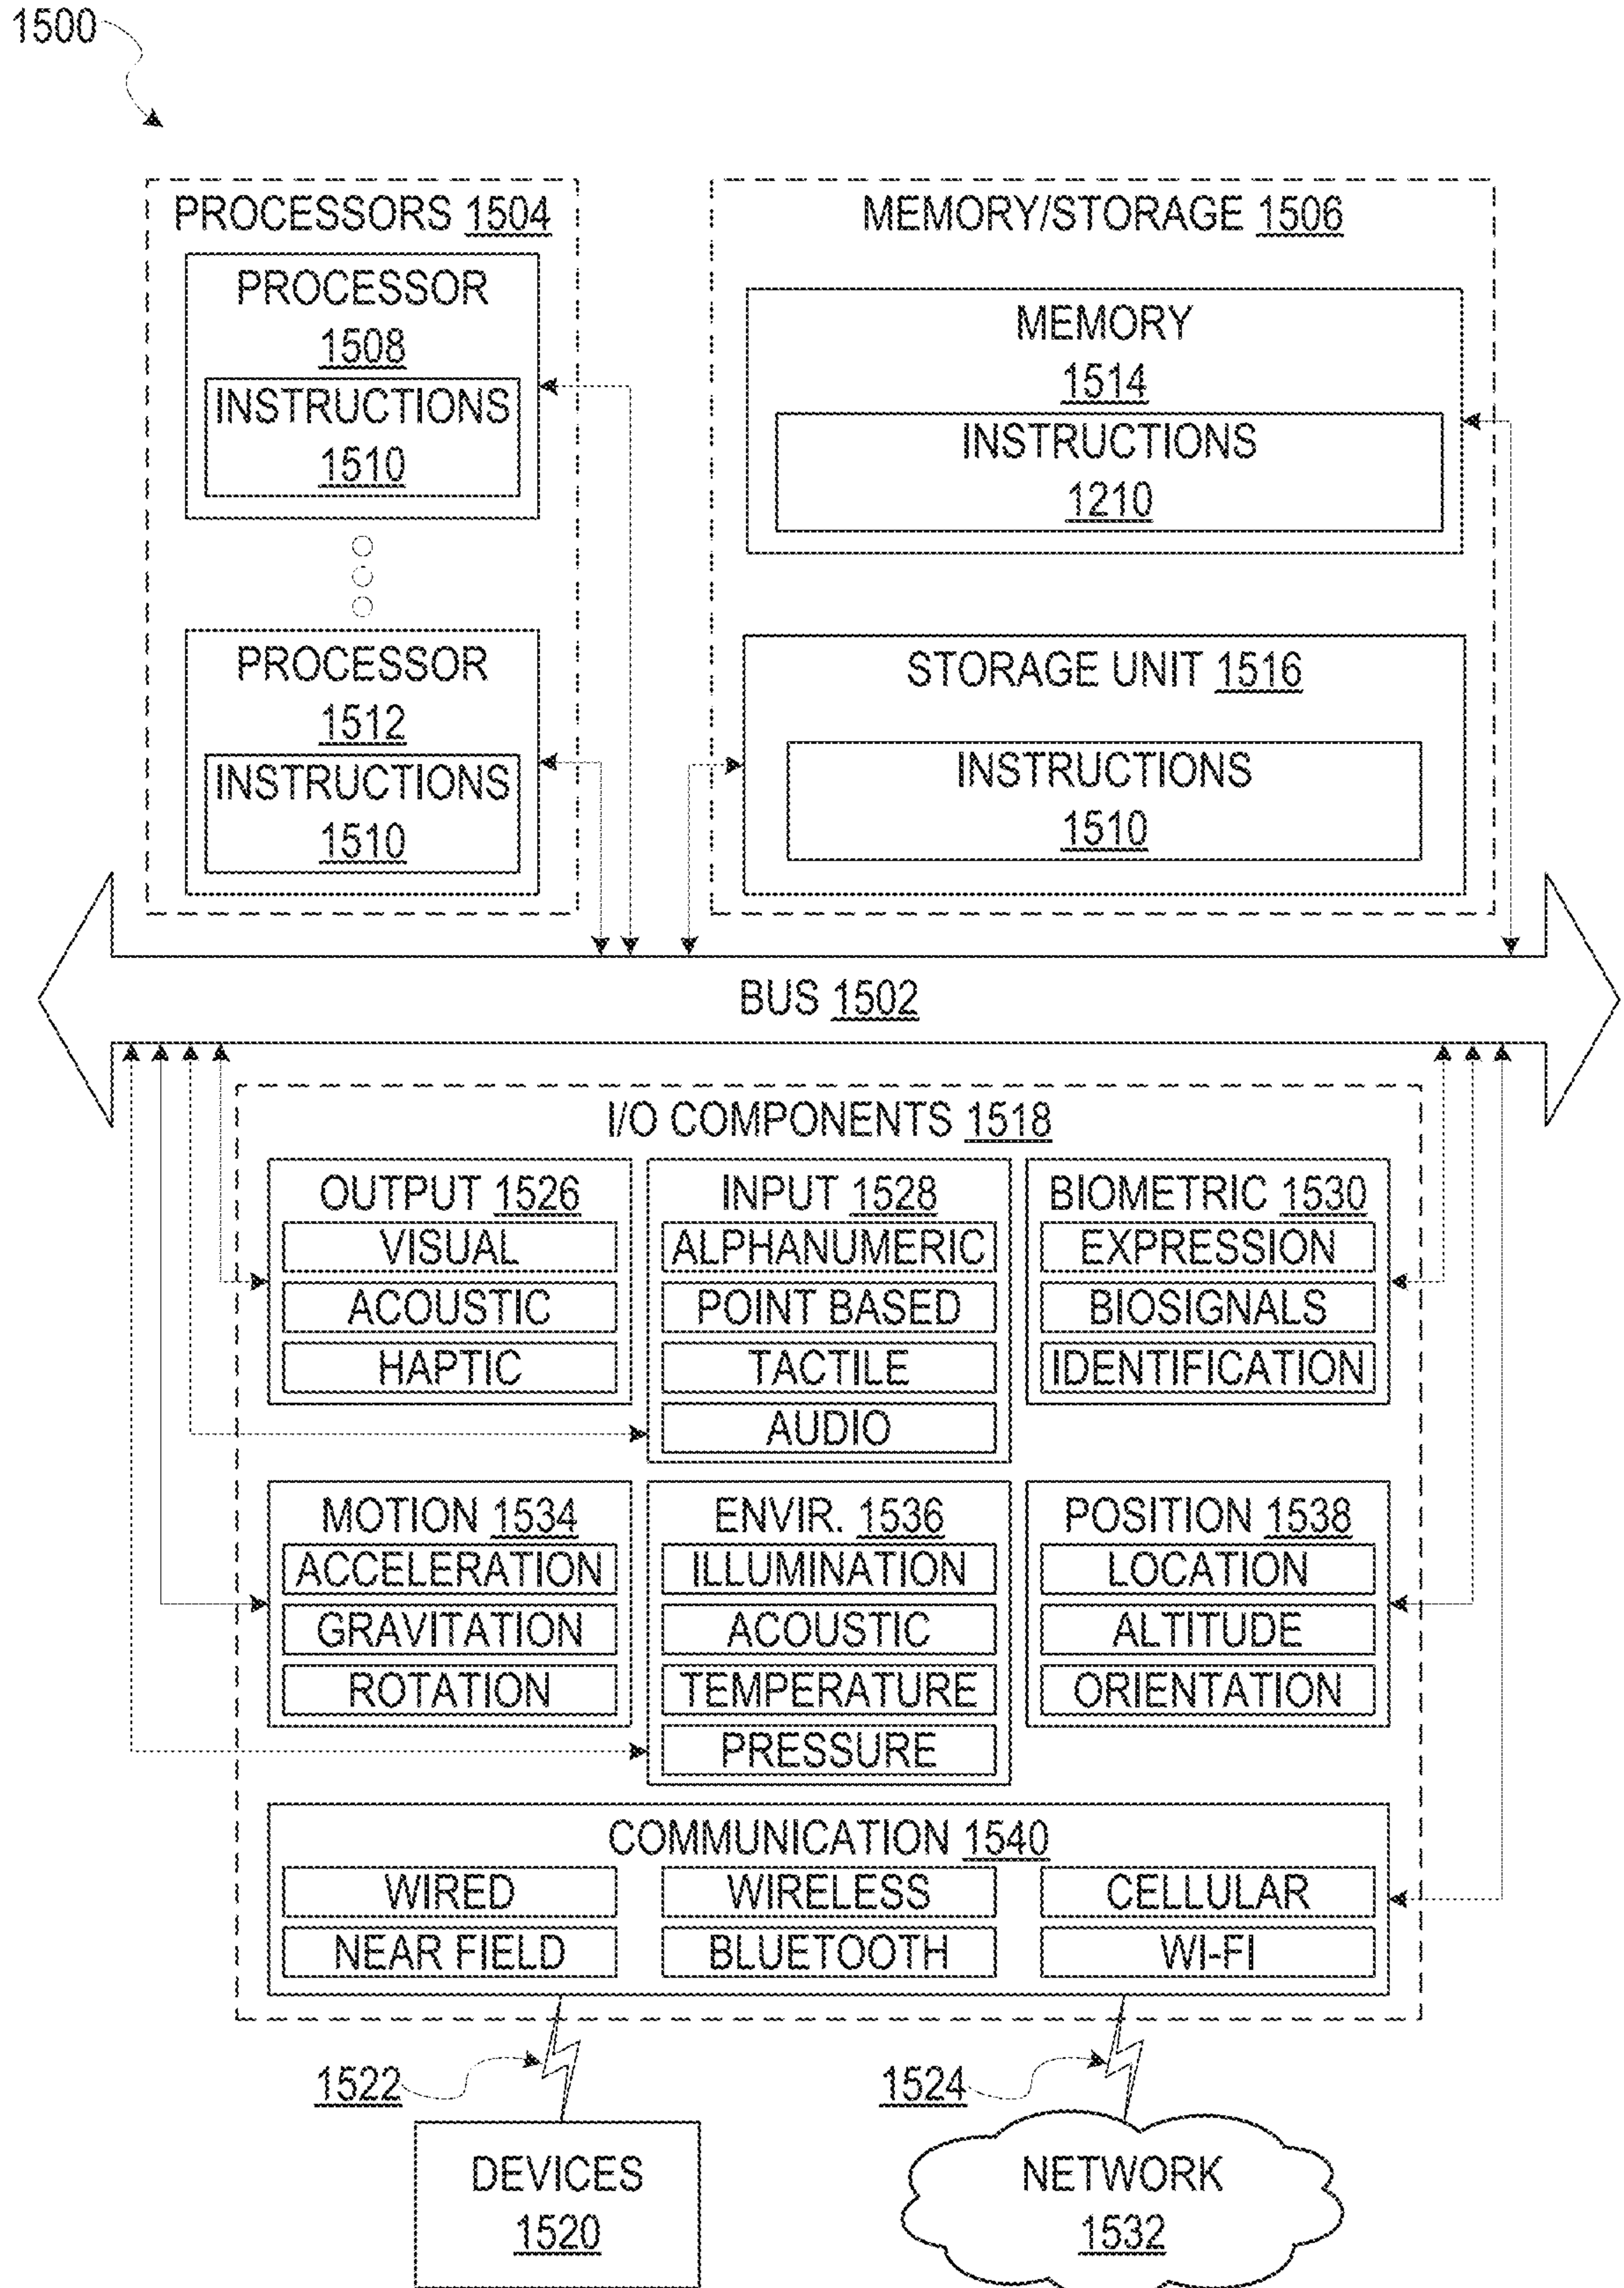 1500
PROCESSORS 1504
PROCESSOR
1508
INSTRUCTIONS
1510
PROCESSOR
1512
INSTRUCTIONS
1510
MEMORY/STORAGE 1506
MEMORY
1514
INSTRUCTIONS
1210
STORAGE UNIT 1516
INSTRUCTIONS
1510
BUS 1502
I/O COMPONENTS 1518
OUTPUT 1526
VISUAL
ACOUSTIC
HAPTIC
INPUT 1528
ALPHANUMERIC
POINT BASED
TACTILE
AUDIO
BIOMETRIC 1530
EXPRESSION
BIOSIGNALS
IDENTIFICATION
MOTION 1534
ACCELERATION
GRAVITATION
ROTATION
ENVIR. 1536
ILLUMINATION
ACOUSTIC
TEMPERATURE
PRESSURE
POSITION 1538
LOCATION
ALTITUDE
ORIENTATION
COMMUNICATION 1540
WIRED
WIRELESS
CELLULAR
NEAR FIELD
BLUETOOTH
WI-FI
1522
1524
DEVICES
1520
NETWORK
1532